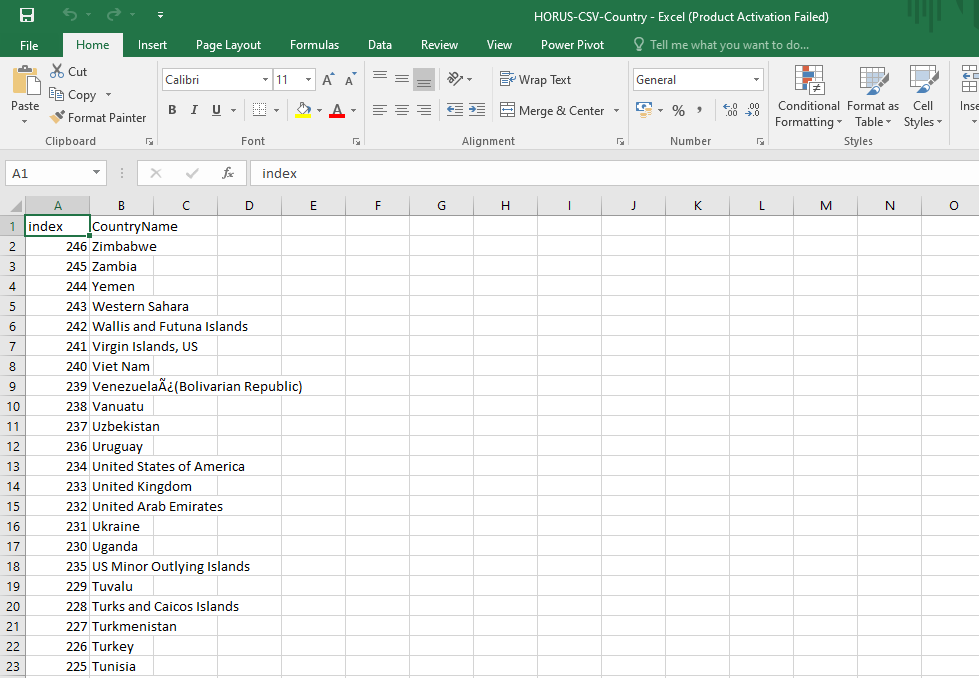 HORUS-CSV-Country - Excel (Product Activation Failed)
File Home Insert Page Layout Formulas Data Review View Power Pivot Tell me what you want to do...
Paste
Cut
Copy
Format Painter
Clipboard
Calibri 11
B I U
Font
Wrap Text
Merge & Center
Alignment
General
% ,
Number
Conditional Formatting
Format as Table
Cell Styles
Styles
Inse
A1 fx index
A B C D E F G H I J K L M N O
1 index CountryName
2 246 Zimbabwe
3 245 Zambia
4 244 Yemen
5 243 Western Sahara
6 242 Wallis and Futuna Islands
7 241 Virgin Islands, US
8 240 Viet Nam
9 239 VenezuelaÃ¿(Bolivarian Republic)
10 238 Vanuatu
11 237 Uzbekistan
12 236 Uruguay
13 234 United States of America
14 233 United Kingdom
15 232 United Arab Emirates
16 231 Ukraine
17 230 Uganda
18 235 US Minor Outlying Islands
19 229 Tuvalu
20 228 Turks and Caicos Islands
21 227 Turkmenistan
22 226 Turkey
23 225 Tunisia